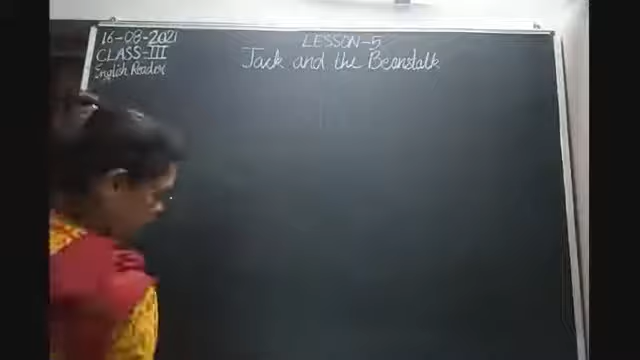 16-08-2021
CLASS-III
English Reader
LESSON-5
Jack and the Beanstalk